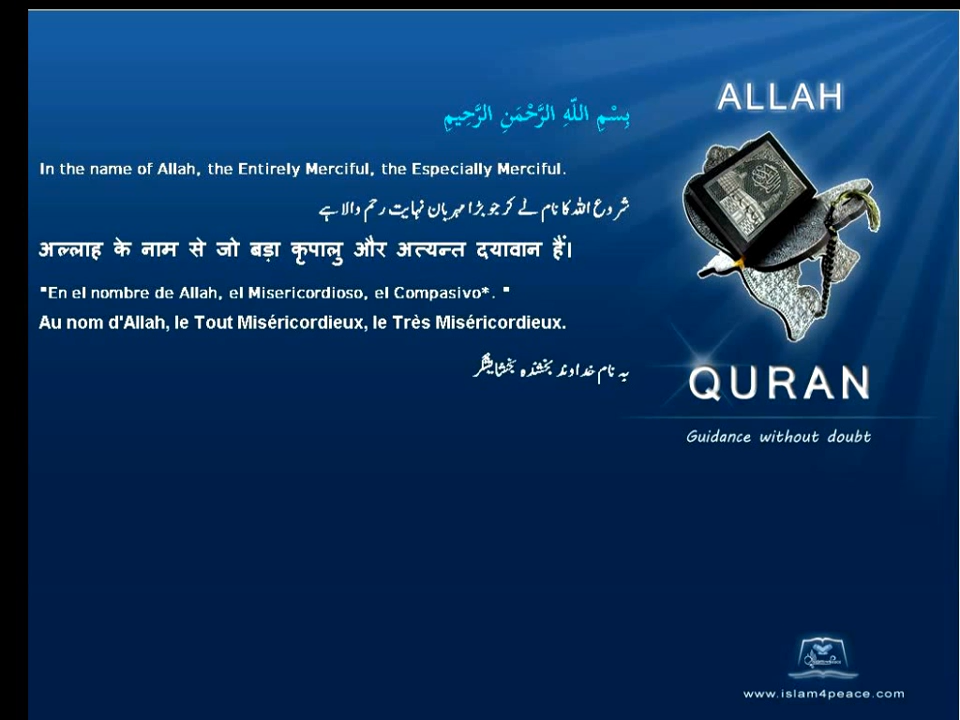 بِسْمِ اللّهِ الرَّحْمَنِ الرَّحِيمِ
In the name of Allah, the Entirely Merciful, the Especially Merciful.
شروع الله کا نام لے کر جو بڑا مہربان نہایت رحم والا ہے
अल्लाह के नाम से जो बड़ा कृपालु और अत्यन्त दयावान हैं।
"En el nombre de Allah, el Misericordioso, el Compasivo*. "
Au nom d'Allah, le Tout Miséricordieux, le Très Miséricordieux.
به نام خداوند بخشنده بخشایشگر
ALLAH
QURAN
Guidance without doubt
www.islam4peace.com